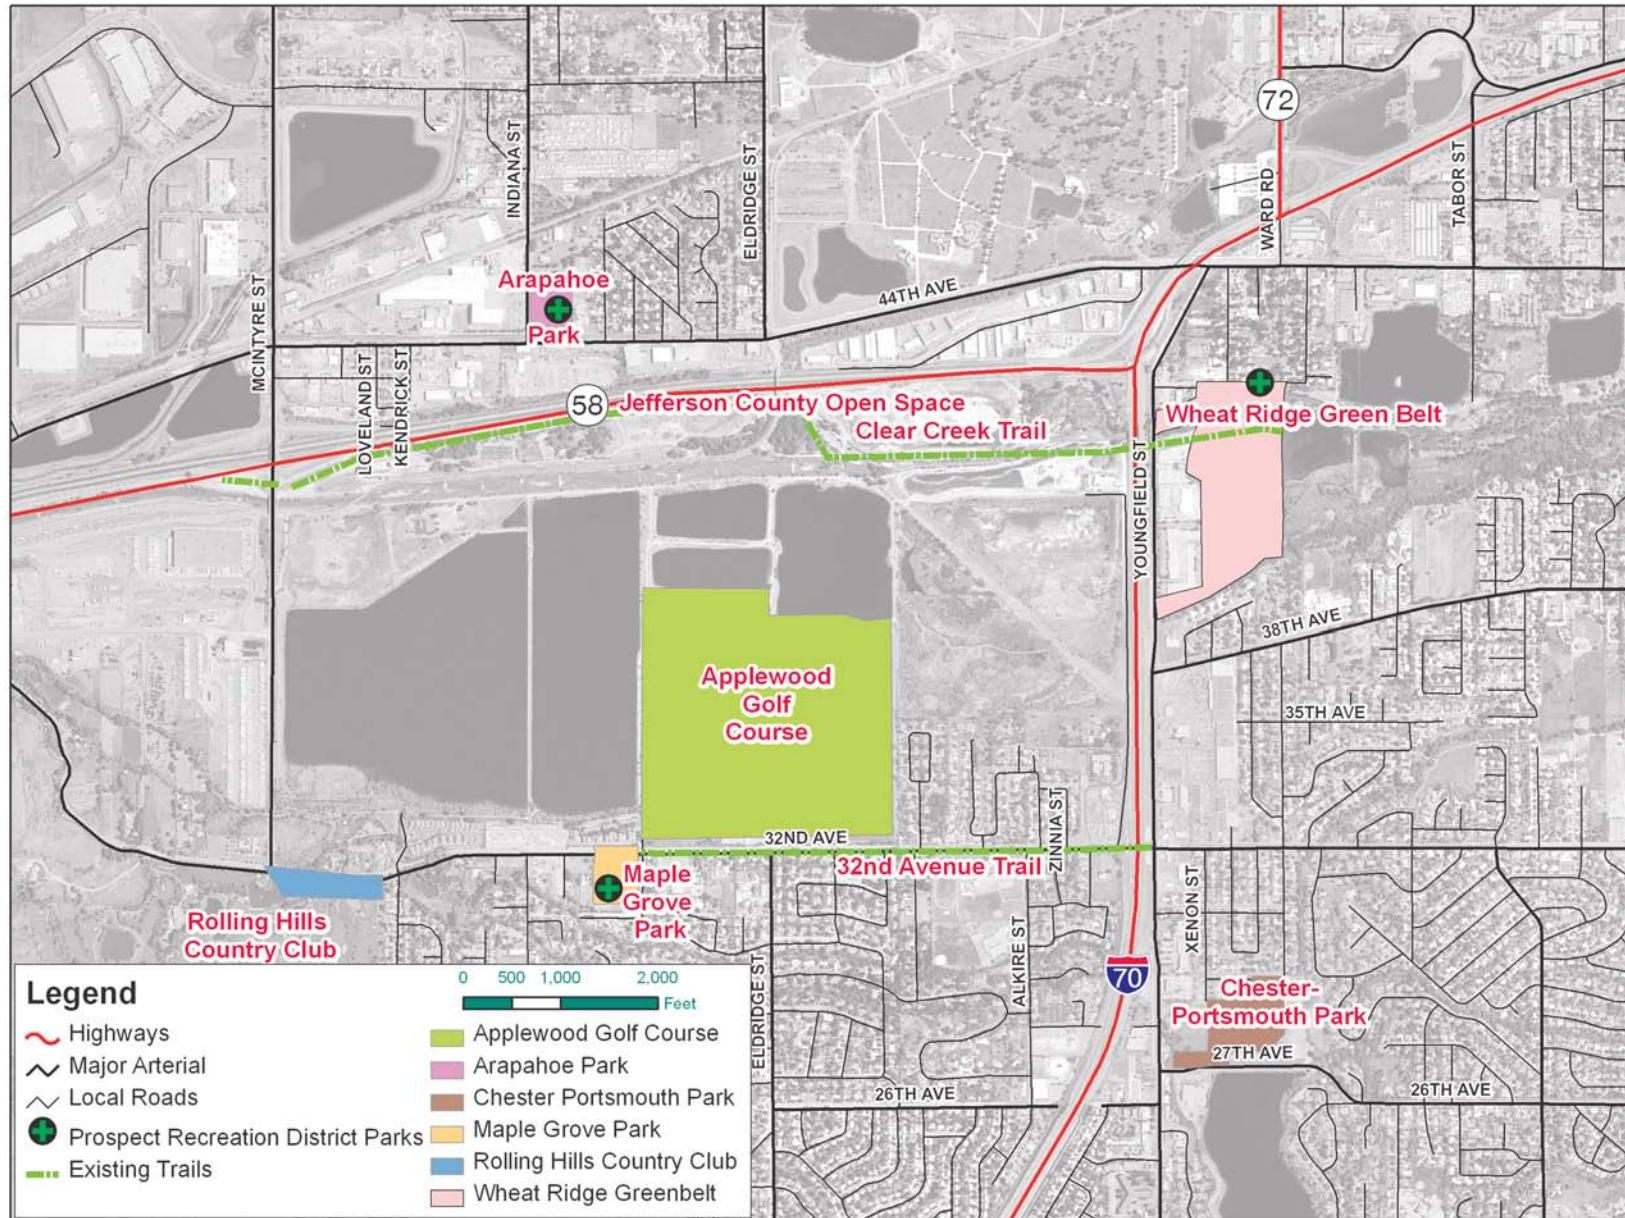 72
INDIANA ST
ELDRIDGE ST
WARD RD
TABOR ST
Arapahoe
Park
44TH AVE
MCINTYRE ST
LOVELAND ST
KENDRICK ST
58
Jefferson County Open Space
Clear Creek Trail
Wheat Ridge Green Belt
YOUNGFIELD ST
38TH AVE
Applewood
Golf
Course
35TH AVE
32ND AVE
32nd Avenue Trail
ZINNIA ST
Maple
Grove
Park
Rolling Hills
Country Club
XENON ST
ALKIRE ST
ELDRIDGE ST
70
Chester-
Portsmouth Park
27TH AVE
26TH AVE
26TH AVE
Legend
0 500 1,000 2,000
Feet
Highways
Major Arterial
Local Roads
Prospect Recreation District Parks
Existing Trails
Applewood Golf Course
Arapahoe Park
Chester Portsmouth Park
Maple Grove Park
Rolling Hills Country Club
Wheat Ridge Greenbelt